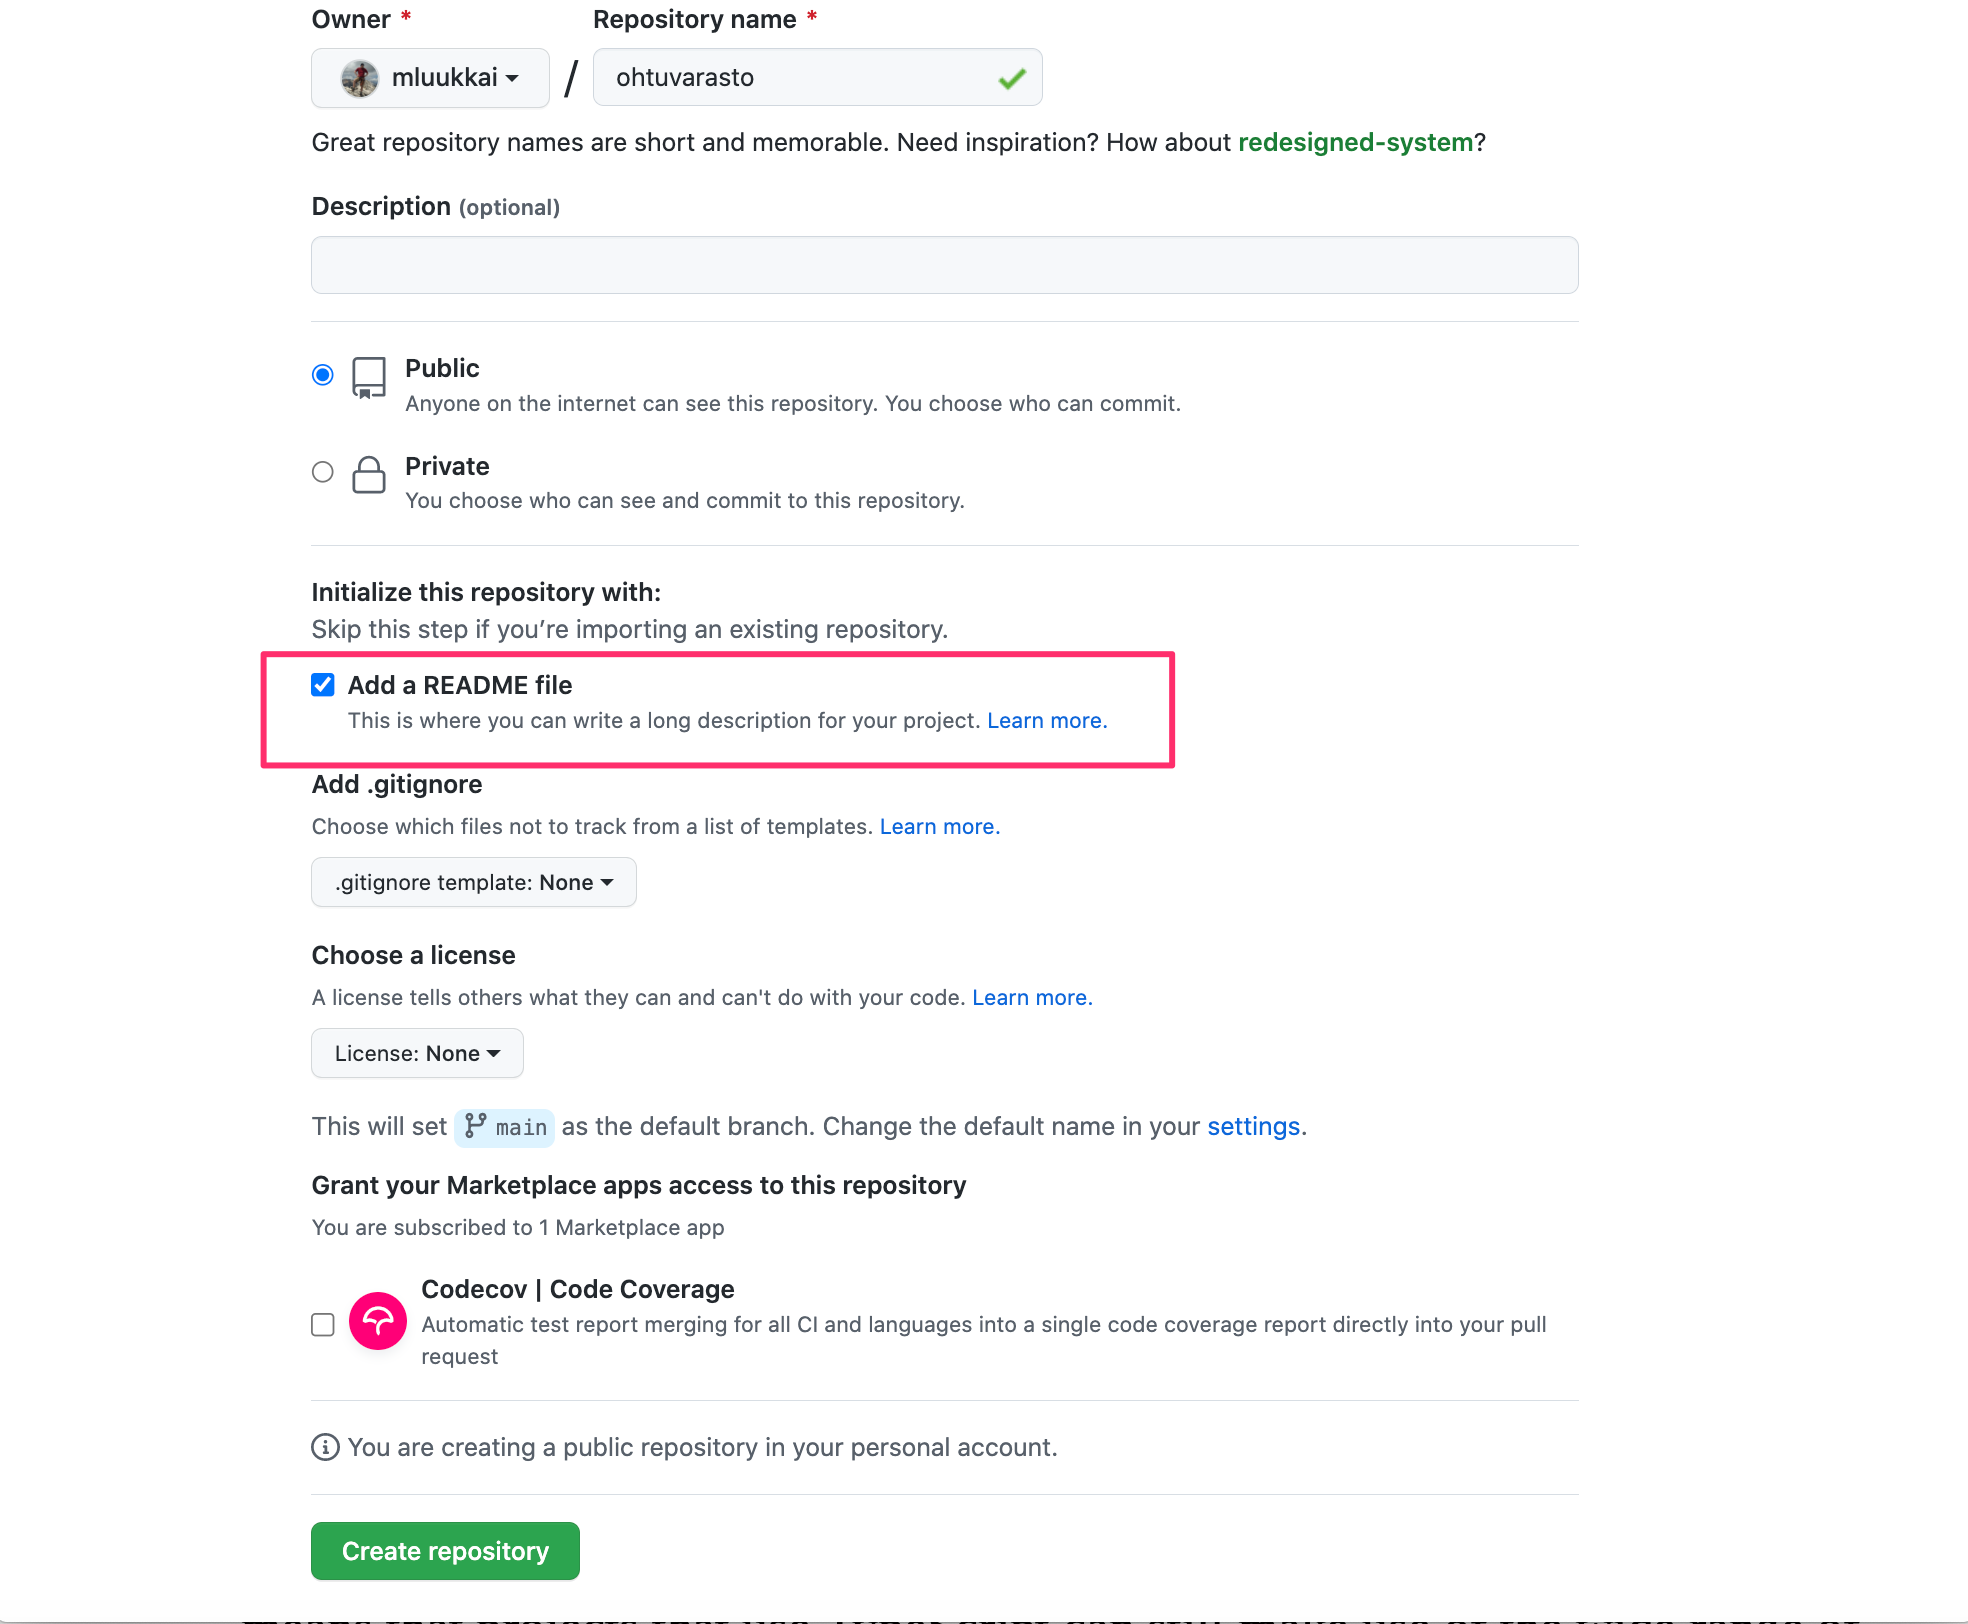 Owner *
Repository name *
mluukkai
/
ohtuvarasto
Great repository names are short and memorable. Need inspiration? How about redesigned-system?
Description (optional)
Public
Anyone on the internet can see this repository. You choose who can commit.
Private
You choose who can see and commit to this repository.
Initialize this repository with:
Skip this step if you’re importing an existing repository.
Add a README file
This is where you can write a long description for your project. Learn more.
Add .gitignore
Choose which files not to track from a list of templates. Learn more.
.gitignore template: None
Choose a license
A license tells others what they can and can't do with your code. Learn more.
License: None
This will set main as the default branch. Change the default name in your settings.
Grant your Marketplace apps access to this repository
You are subscribed to 1 Marketplace app
Codecov | Code Coverage
Automatic test report merging for all CI and languages into a single code coverage report directly into your pull
request
You are creating a public repository in your personal account.
Create repository